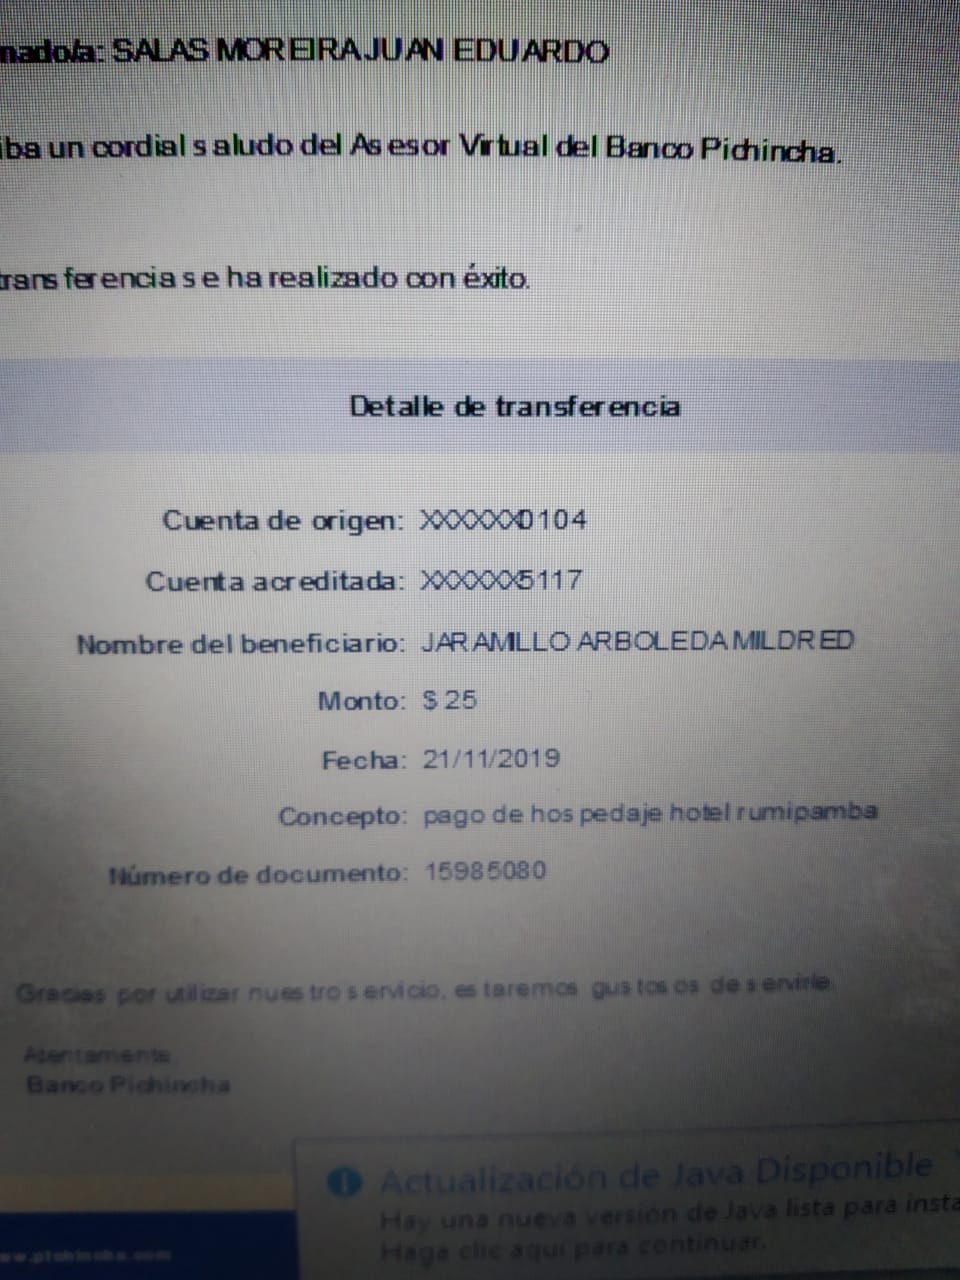 nado/a: SALAS MOREIRA JUAN EDUARDO
iba un cordial saludo del Asesor Virtual del Banco Pichincha.
transferencia se ha realizado con éxito.
Detalle de transferencia
Cuenta de origen: XXXXXX0104
Cuenta acreditada: XXXXXX5117
Nombre del beneficiario: JARAMILLO ARBOLEDA MILDRED
Monto: $ 25
Fecha: 21/11/2019
Concepto: pago de hospedaje hotel rumipamba
Número de documento: 15985080
Gracias por utilizar nuestro servicio, estaremos gustosos de servirle.
Atentamente,
Banco Pichincha
Actualización de Java Disponible
Hay una nueva versión de Java lista para insta
Haga clic aquí para continuar.
ww.pichincha.com